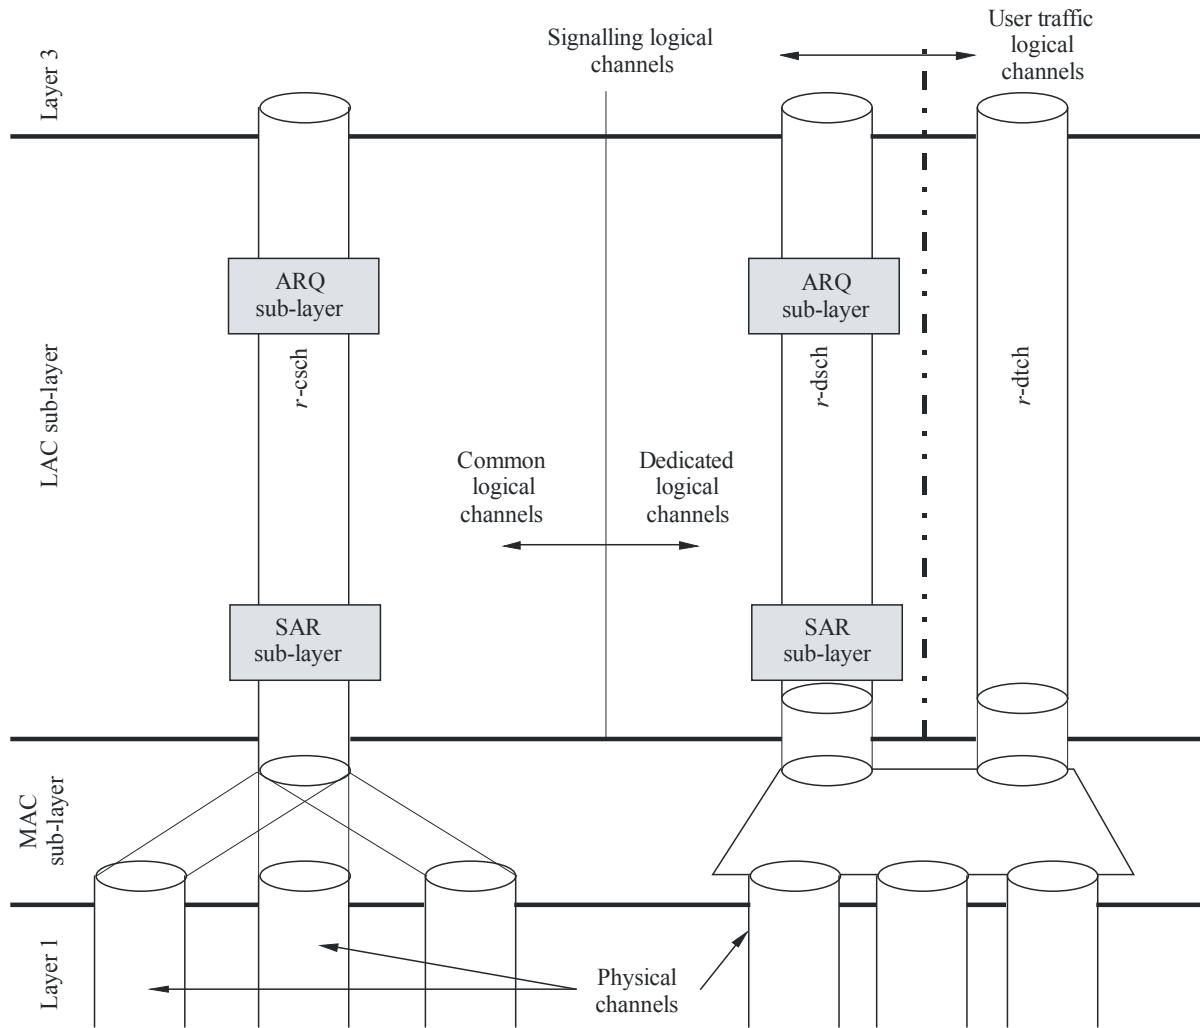 Signalling logical
channels
User traffic
logical
channels
Layer 3
ARQ
sub-layer
ARQ
sub-layer
r-csch
r-dsch
r-dtch
LAC sub-layer
Common
logical
channels
Dedicated
logical
channels
SAR
sub-layer
SAR
sub-layer
MAC
sub-layer
Layer 1
Physical
channels